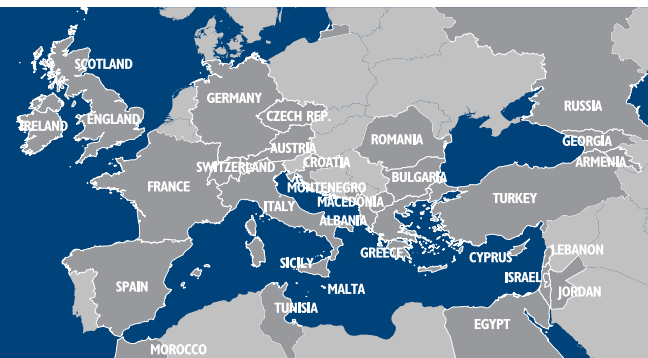 SCOTLAND
IRELAND
ENGLAND
GERMANY
CZECH REP.
AUSTRIA
SWITZERLAND
FRANCE
CROATIA
ROMANIA
RUSSIA
GEORGIA
ARMENIA
MONTENEGRO
BULGARIA
MACEDONIA
ITALY
ALBANIA
TURKEY
GREECE
SPAIN
SICILY
MALTA
CYPRUS
LEBANON
ISRAEL
JORDAN
TUNISIA
EGYPT
MOROCCO